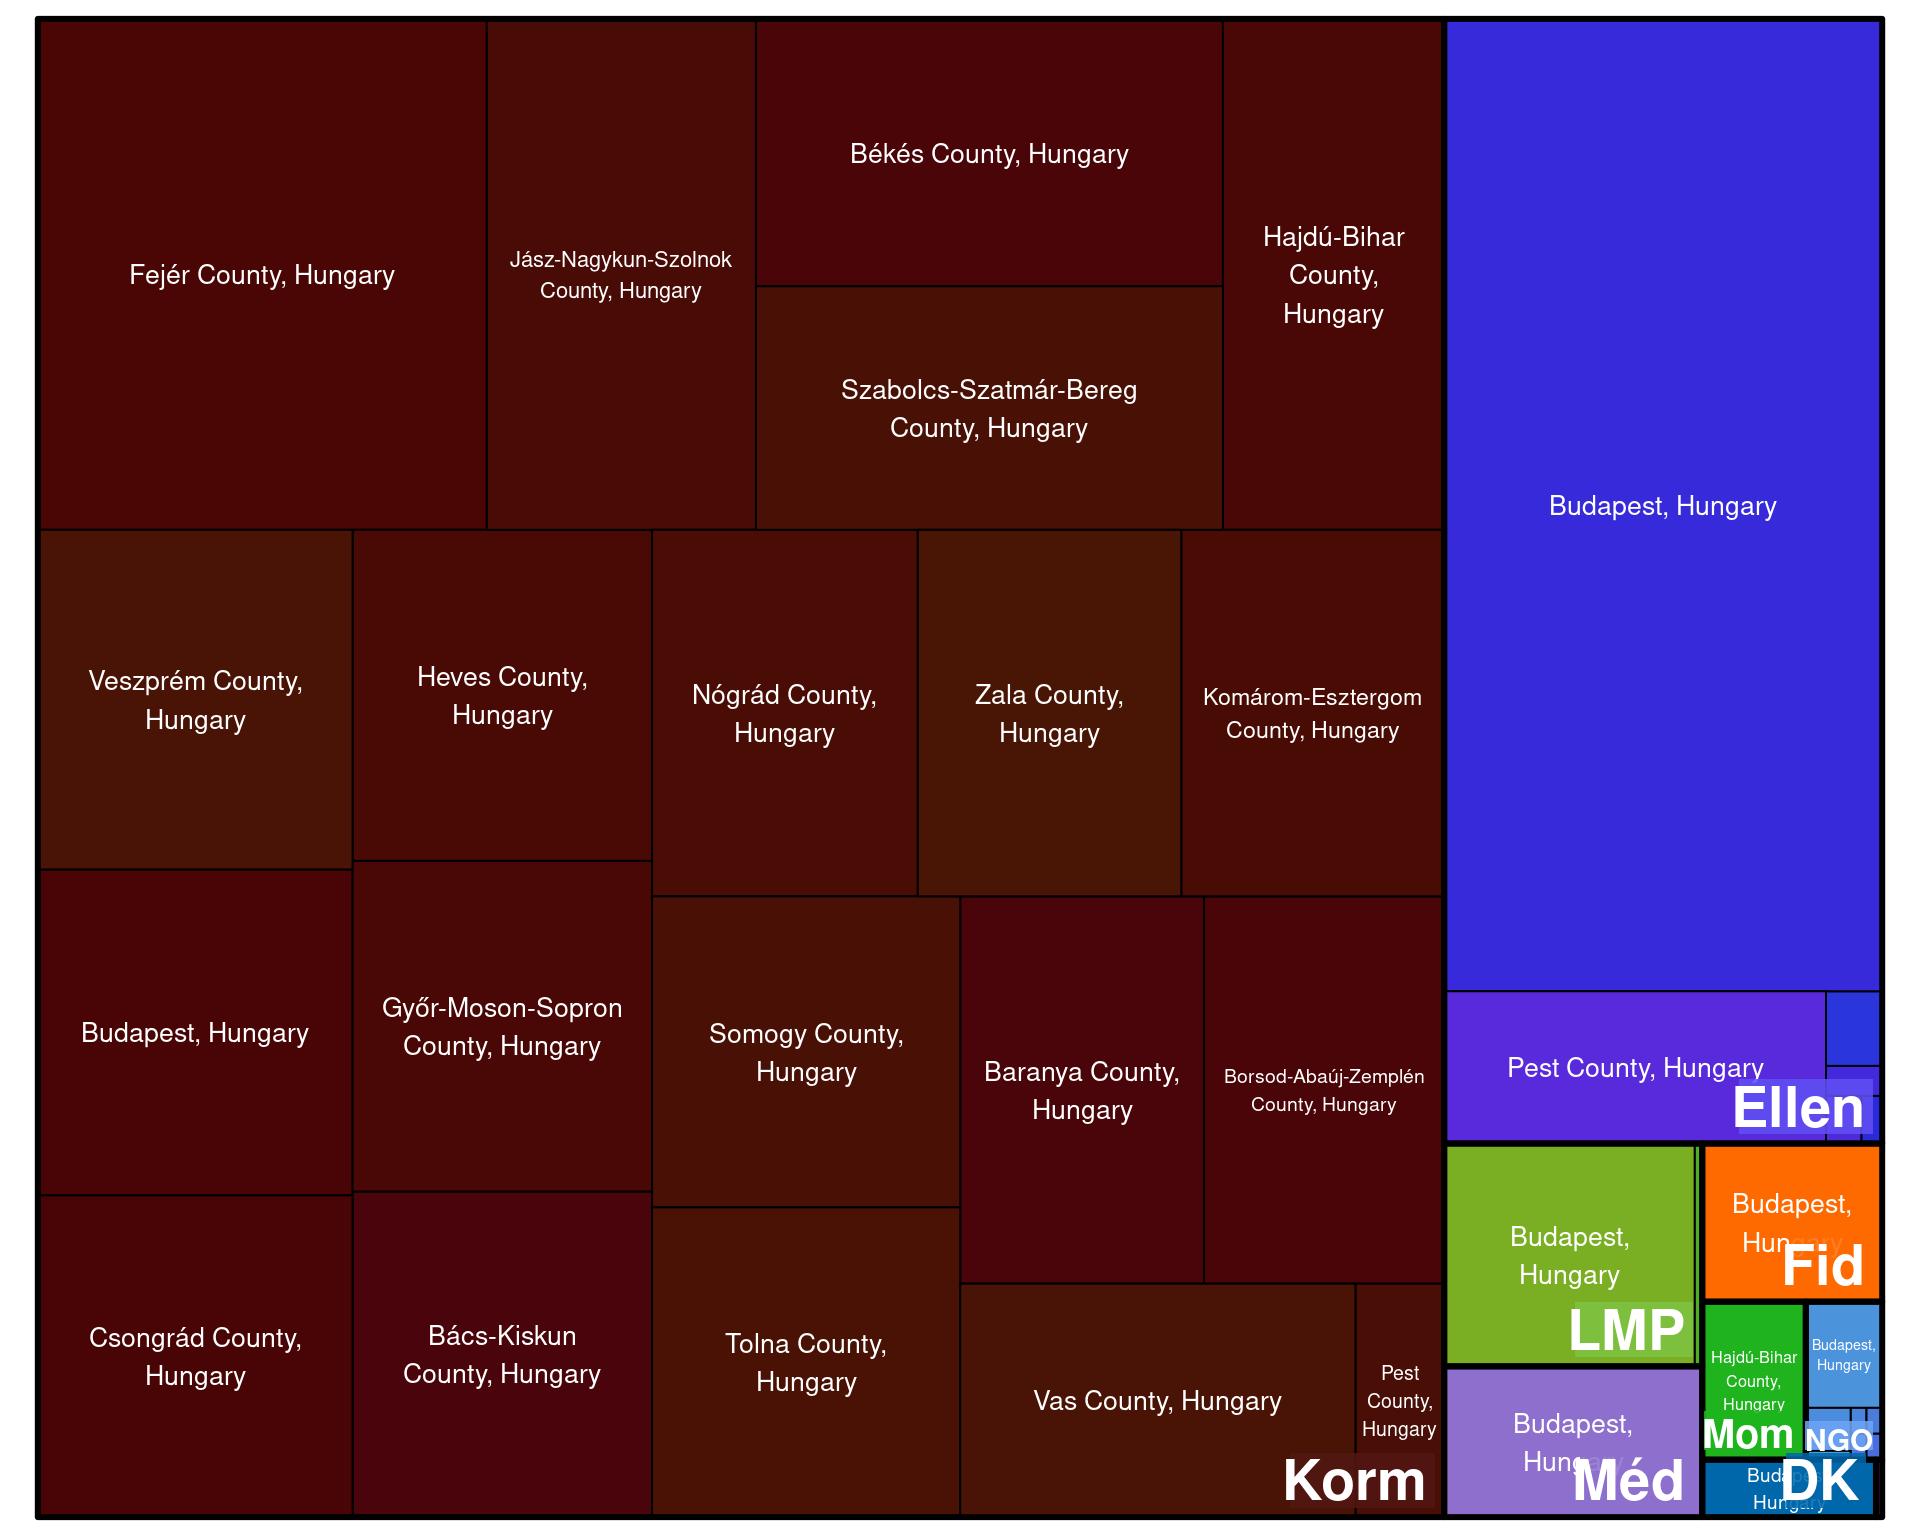 Fejér County, Hungary
Jász-Nagykun-Szolnok
County, Hungary
Békés County, Hungary
Szabolcs-Szatmár-Bereg
County, Hungary
Hajdú-Bihar
County,
Hungary
Veszprém County,
Hungary
Heves County,
Hungary
Nógrád County,
Hungary
Zala County,
Hungary
Komárom-Esztergom
County, Hungary
Budapest, Hungary
Győr-Moson-Sopron
County, Hungary
Somogy County,
Hungary
Baranya County,
Hungary
Borsod-Abaúj-Zemplén
County, Hungary
Csongrád County,
Hungary
Bács-Kiskun
County, Hungary
Tolna County,
Hungary
Vas County, Hungary
Pest
County,
Hungary
Korm
Budapest, Hungary
Pest County, Hungary
Ellen
Budapest,
Hungary
LMP
Budapest,
Hungary
Fid
Budapest,
Hungary
Méd
Hajdú-Bihar
County,
Hungary
Mom
Budapest,
Hungary
NGO
Budapest,
Hungary
DK